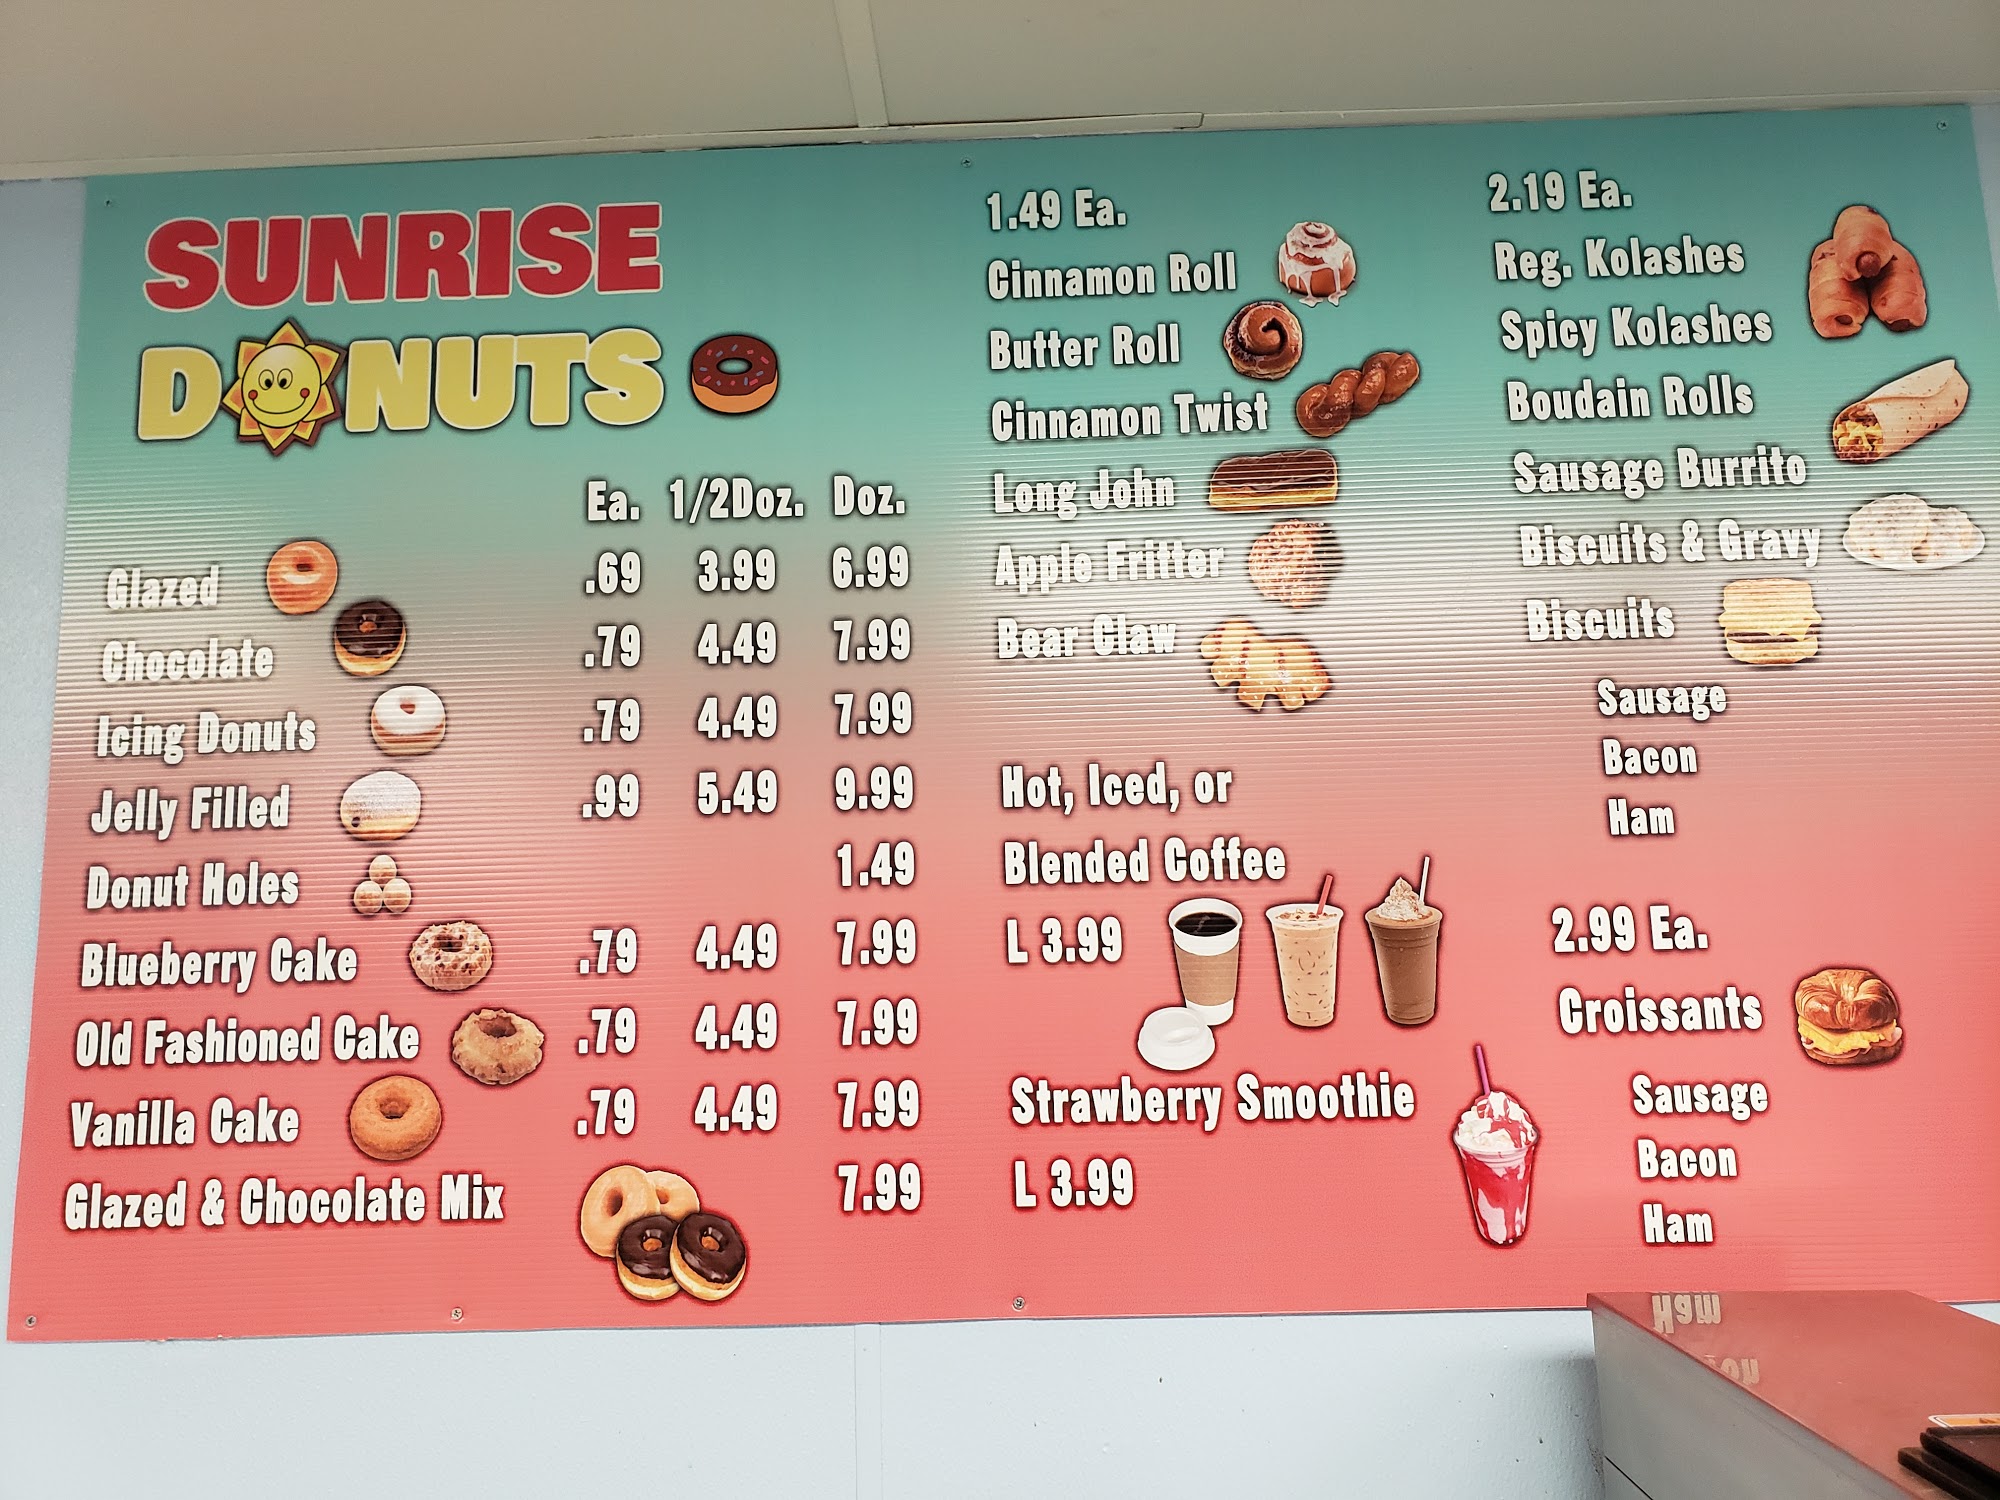 SUNRISE
DONUTS
Ea. 1/2Doz. Doz.
Glazed .69 3.99 6.99
Chocolate .79 4.49 7.99
Icing Donuts .79 4.49 7.99
Jelly Filled .99 5.49 9.99
Donut Holes 1.49
Blueberry Cake .79 4.49 7.99
Old Fashioned Cake .79 4.49 7.99
Vanilla Cake .79 4.49 7.99
Glazed & Chocolate Mix 7.99
1.49 Ea.
Cinnamon Roll
Butter Roll
Cinnamon Twist
Long John
Apple Fritter
Bear Claw
Hot, Iced, or
Blended Coffee
L 3.99
Strawberry Smoothie
L 3.99
2.19 Ea.
Reg. Kolashes
Spicy Kolashes
Boudain Rolls
Sausage Burrito
Biscuits & Gravy
Biscuits
Sausage
Bacon
Ham
2.99 Ea.
Croissants
Sausage
Bacon
Ham